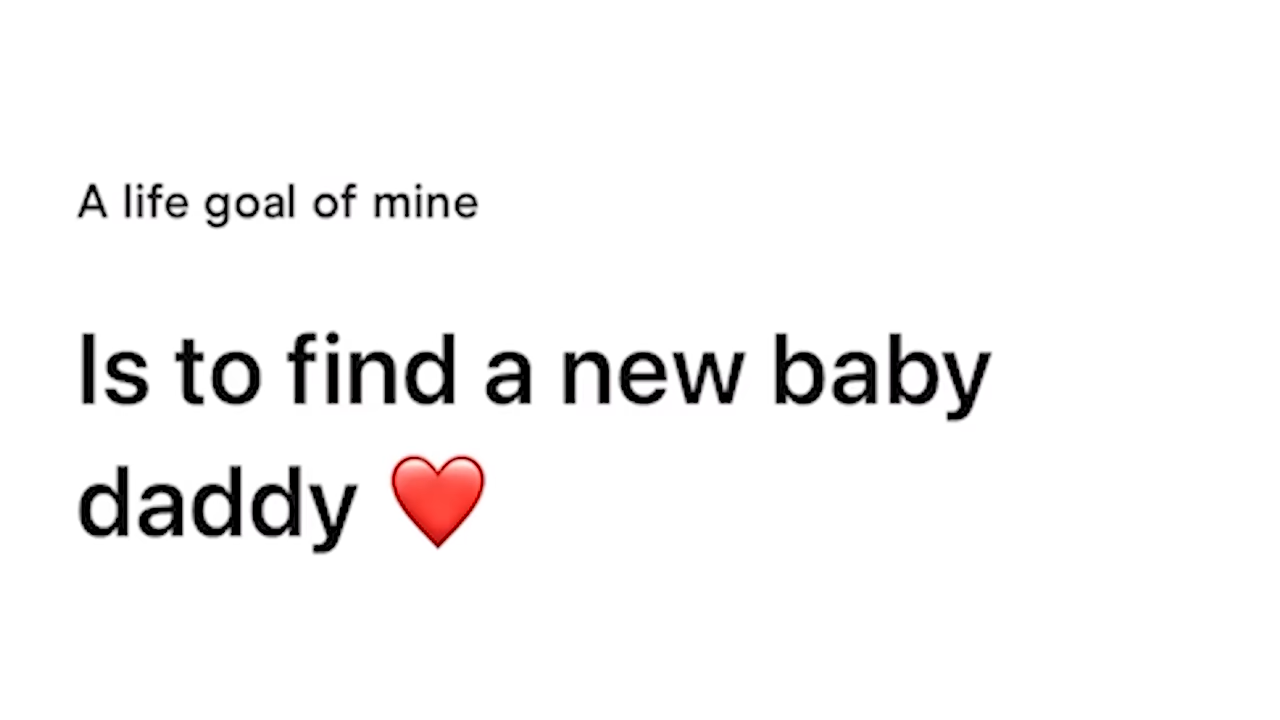 A life goal of mine
Is to find a new baby
daddy ❤️